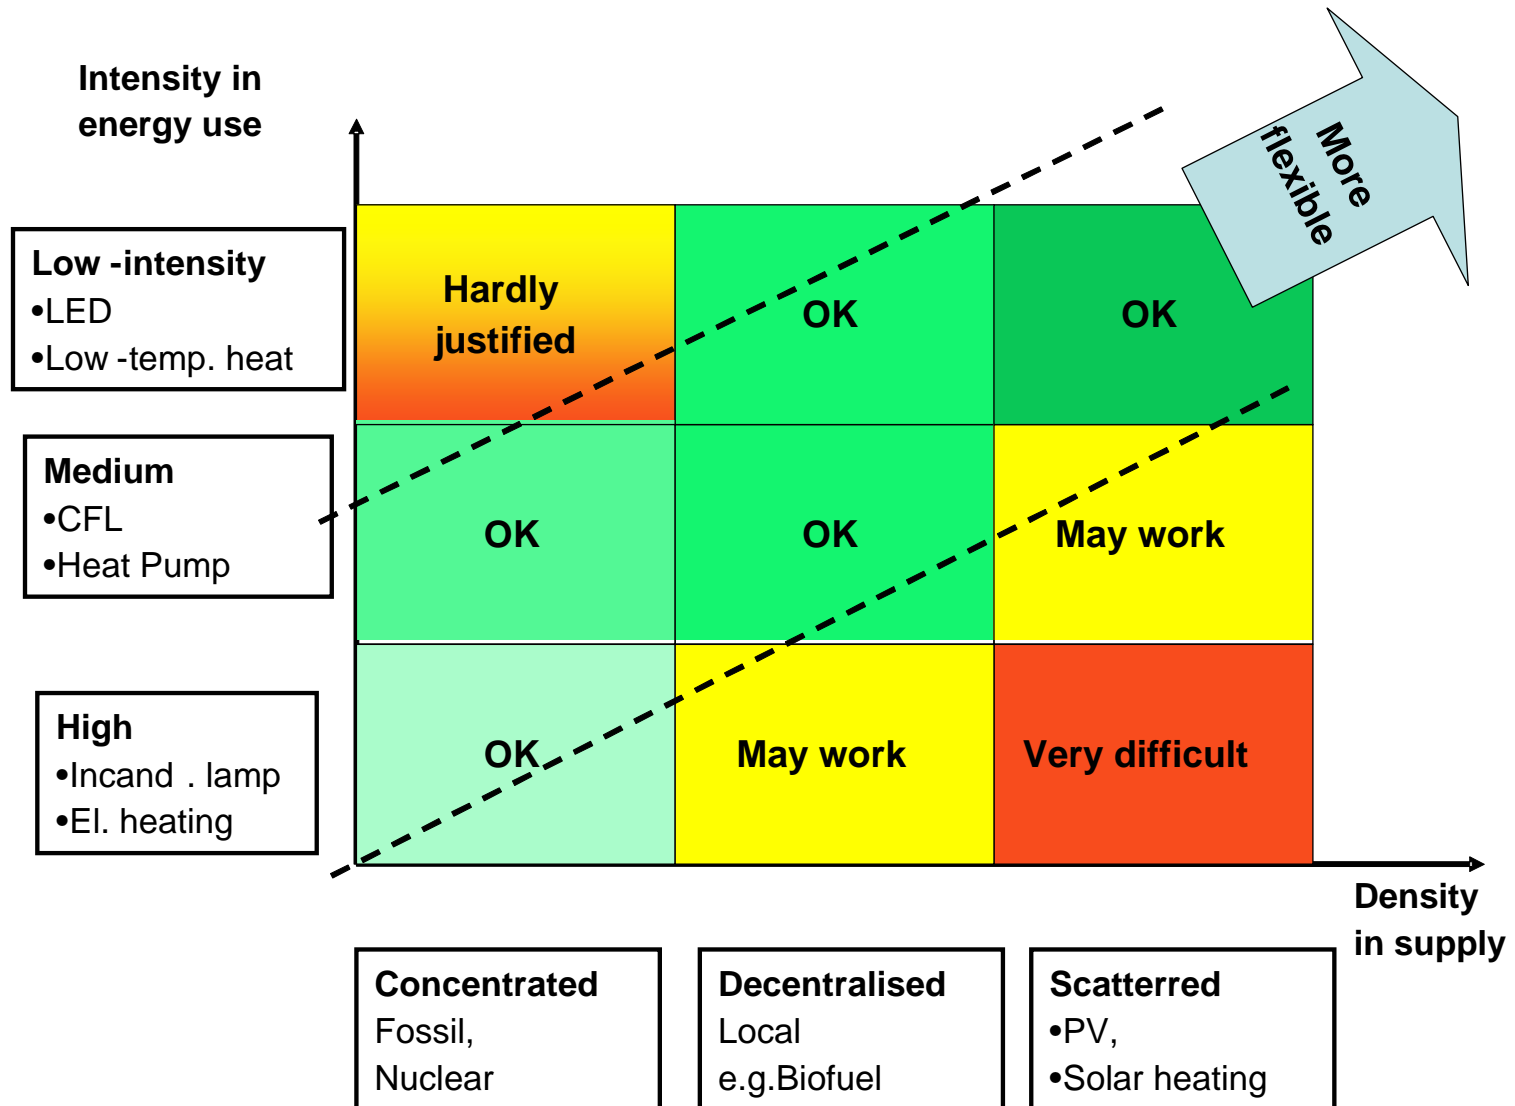 Intensity in
energy use
More
flexible
Low -intensity
•LED
•Low -temp. heat
Hardly
justified
OK
OK
Medium
•CFL
•Heat Pump
OK
OK
May work
High
•Incand . lamp
•El. heating
OK
May work
Very difficult
Density
in supply
Concentrated
Fossil,
Nuclear
Decentralised
Local
e.g.Biofuel
Scatterred
•PV,
•Solar heating